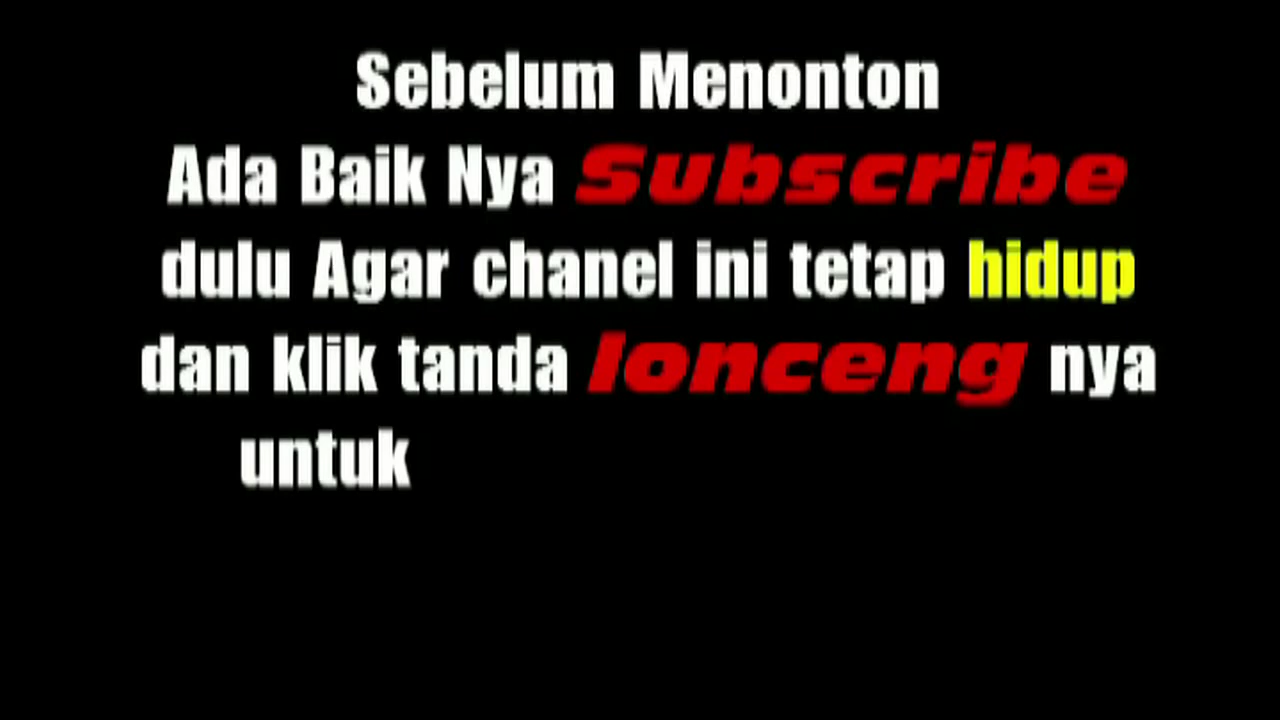 Sebelum Menonton
Ada Baik Nya Subscribe
dulu Agar chanel ini tetap hidup
dan klik tanda lonceng nya
untuk